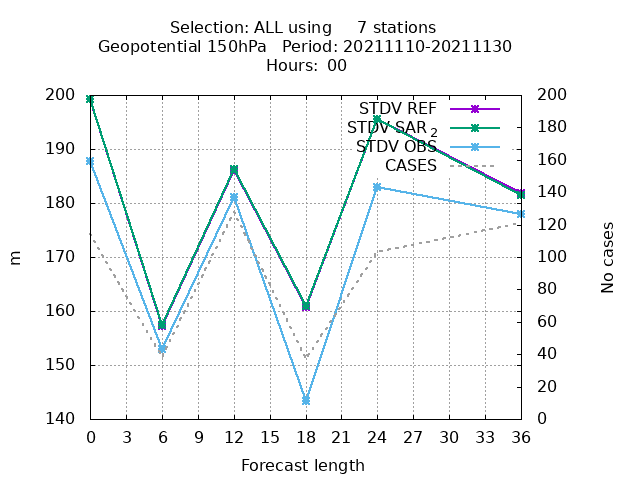 Selection: ALL using     7 stations
Geopotential 150hPa   Period: 20211110-20211130
Hours:  00
200
190
180
170
160
150
140
m
200
180
160
140
120
100
80
60
40
20
0
No cases
STDV REF
STDV SAR 2
STDV OBS
CASES
0 3 6 9 12 15 18 21 24 27 30 33 36
Forecast length